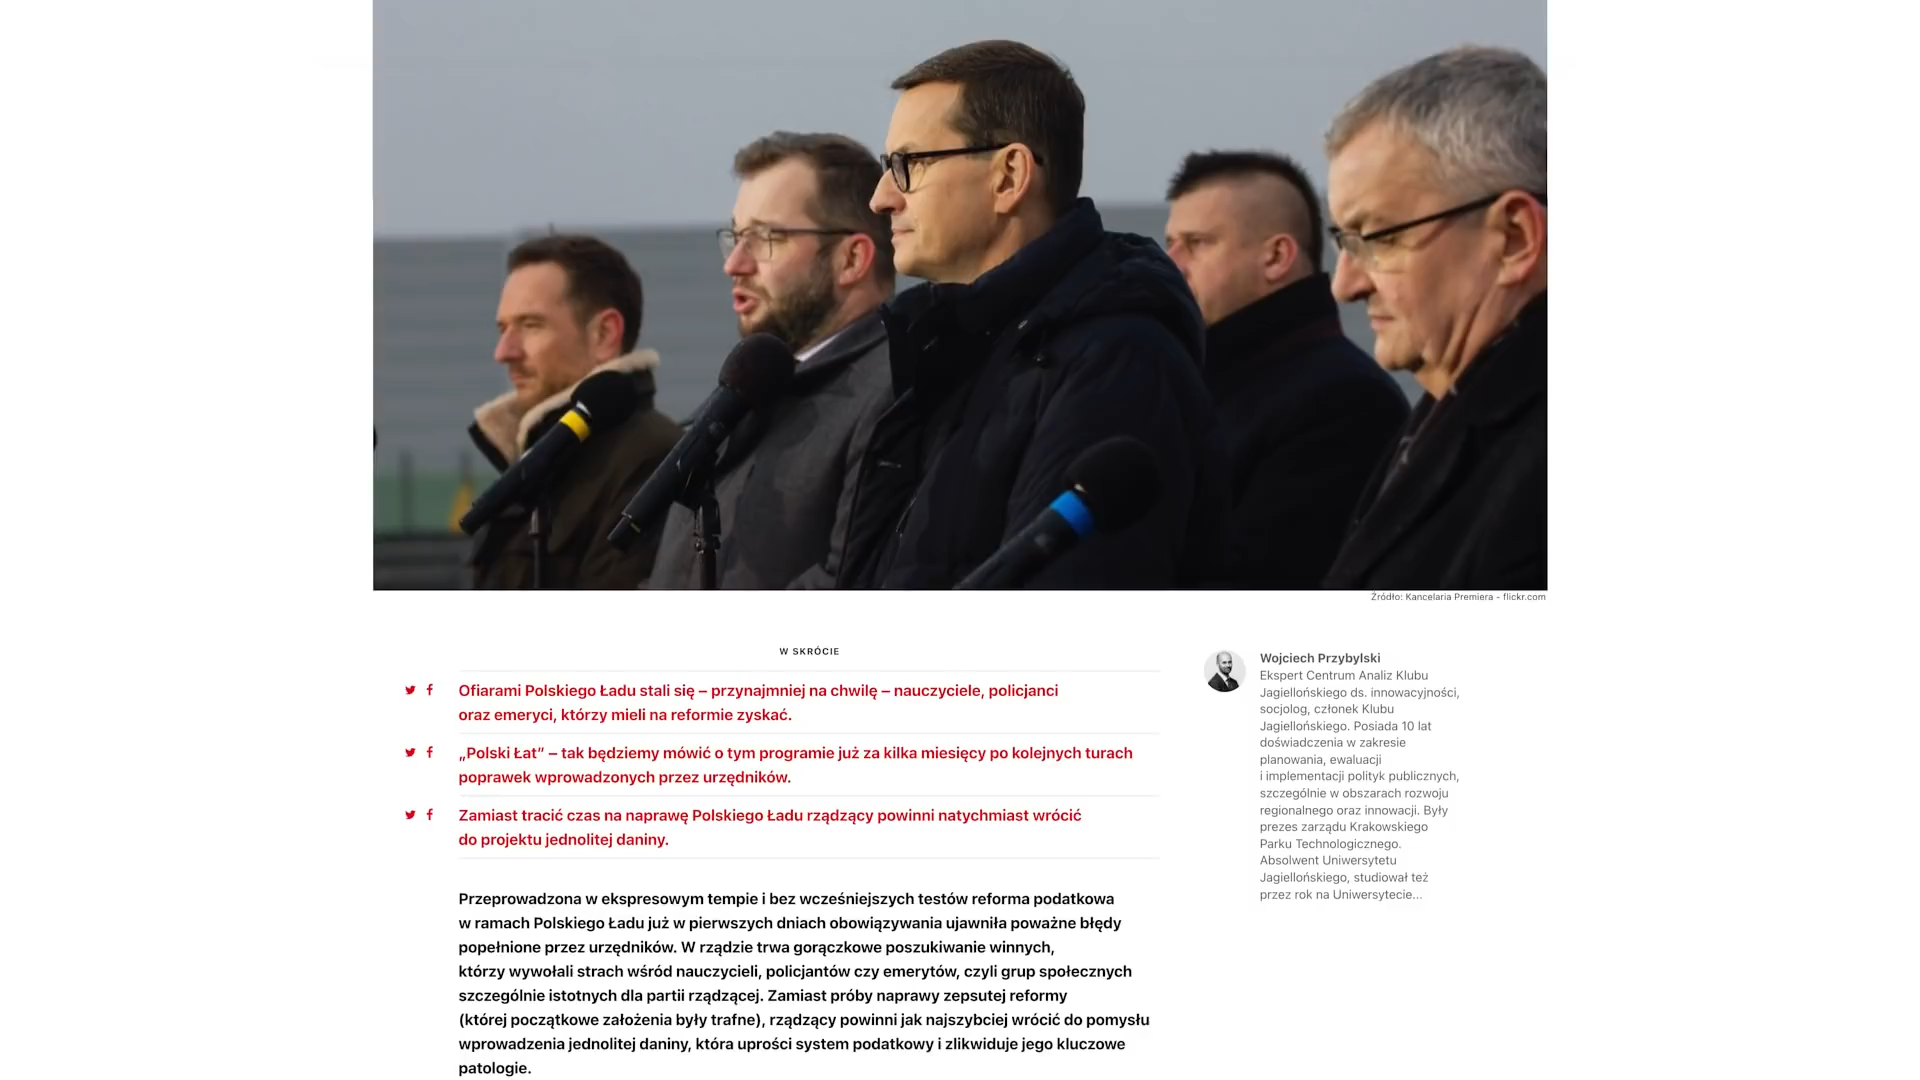 Źródło: Kancelaria Premiera - flickr.com
W SKRÓCIE
Ofiarami Polskiego Ładu stali się – przynajmniej na chwilę – nauczyciele, policjanci
oraz emeryci, którzy mieli na reformie zyskać.
„Polski Łat” – tak będziemy mówić o tym programie już za kilka miesięcy po kolejnych turach
poprawek wprowadzonych przez urzędników.
Zamiast tracić czas na naprawę Polskiego Ładu rządzący powinni natychmiast wrócić
do projektu jednolitej daniny.
Przeprowadzona w ekspresowym tempie i bez wcześniejszych testów reforma podatkowa
w ramach Polskiego Ładu już w pierwszych dniach obowiązywania ujawniła poważne błędy
popełnione przez urzędników. W rządzie trwa gorączkowe poszukiwanie winnych,
którzy wywołali strach wśród nauczycieli, policjantów czy emerytów, czyli grup społecznych
szczególnie istotnych dla partii rządzącej. Zamiast próby naprawy zepsutej reformy
(której początkowe założenia były trafne), rządzący powinni jak najszybciej wrócić do pomysłu
wprowadzenia jednolitej daniny, która uprości system podatkowy i zlikwiduje jego kluczowe
patologie.
Wojciech Przybylski
Ekspert Centrum Analiz Klubu
Jagiellońskiego ds. innowacyjności,
socjolog, członek Klubu
Jagiellońskiego. Posiada 10 lat
doświadczenia w zakresie
planowania, ewaluacji
i implementacji polityk publicznych,
szczególnie w obszarach rozwoju
regionalnego oraz innowacji. Były
prezes zarządu Krakowskiego
Parku Technologicznego.
Absolwent Uniwersytetu
Jagiellońskiego, studiował też
przez rok na Uniwersytecie...